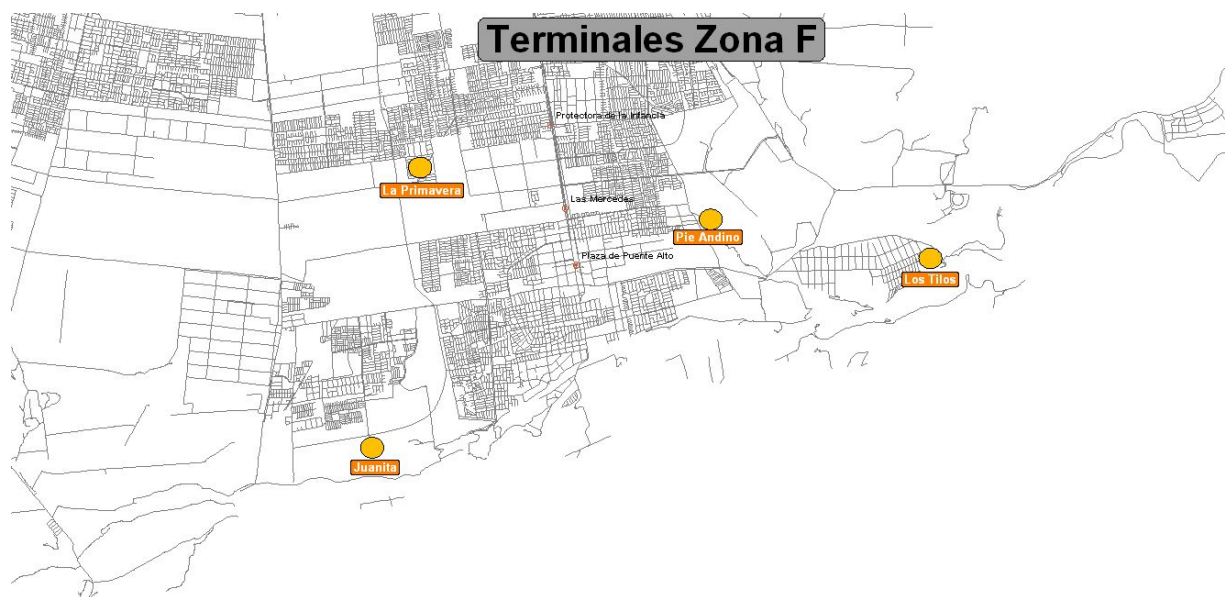 Terminales Zona F
Protectora de la Infancia
La Primavera
Las Mercedes
Pie Andino
Plaza de Puente Alto
Los Tilos
Juanita